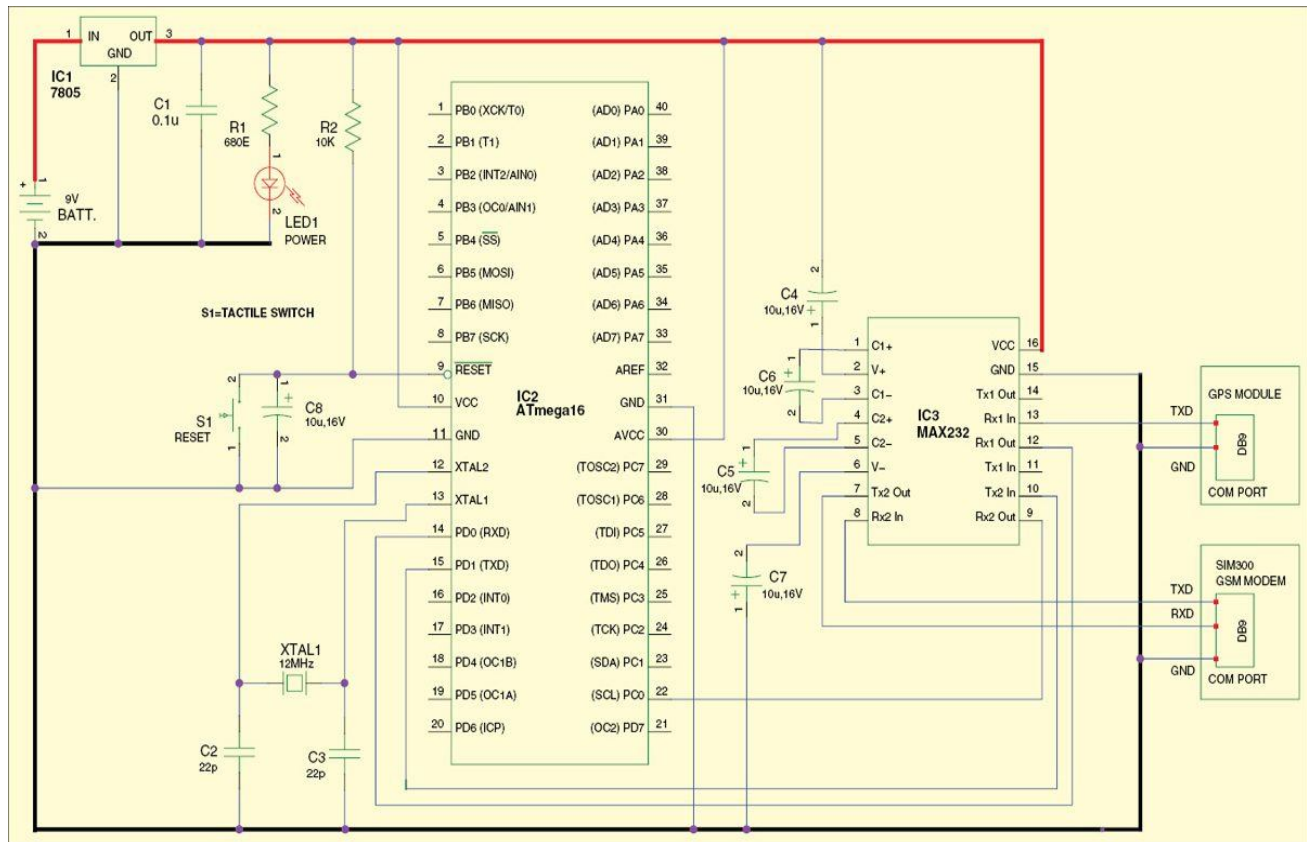 1
IN
OUT
3
GND
2
IC1
7805
C1
0.1u
R1
680E
1
2
LED1
POWER
R2
10K
+
1
9V
BATT.
2
S1=TACTILE SWITCH
2
S1
RESET
1
1
+
C8
10u,16V
2
1 PB0 (XCK/T0)
2 PB1 (T1)
3 PB2 (INT2/AIN0)
4 PB3 (OC0/AIN1)
5 PB4 (SS)
6 PB5 (MOSI)
7 PB6 (MISO)
8 PB7 (SCK)
9 RESET
10 VCC
11 GND
12 XTAL2
13 XTAL1
14 PD0 (RXD)
15 PD1 (TXD)
16 PD2 (INT0)
17 PD3 (INT1)
18 PD4 (OC1B)
19 PD5 (OC1A)
20 PD6 (ICP)
IC2
ATmega16
(AD0) PA0 40
(AD1) PA1 39
(AD2) PA2 38
(AD3) PA3 37
(AD4) PA4 36
(AD5) PA5 35
(AD6) PA6 34
(AD7) PA7 33
AREF 32
GND 31
AVCC 30
(TOSC2) PC7 29
(TOSC1) PC6 28
(TDI) PC5 27
(TDO) PC4 26
(TMS) PC3 25
(TCK) PC2 24
(SDA) PC1 23
(SCL) PC0 22
(OC2) PD7 21
XTAL1
12MHz
C2
22p
C3
22p
2
C4
10u,16V
+
1
1
+
C6
10u,16V
2
1
+
C5
10u,16V
2
2
C7
10u,16V
+
1
1 C1+
2 V+
3 C1–
4 C2+
5 C2–
6 V–
7 Tx2 Out
8 Rx2 In
IC3
MAX232
VCC 16
GND 15
Tx1 Out 14
Rx1 In 13
Rx1 Out 12
Tx1 In 11
Tx2 In 10
Rx2 Out 9
GPS MODULE
TXD
DB9
GND
COM PORT
SIM300
GSM MODEM
TXD
RXD
DB9
GND
COM PORT